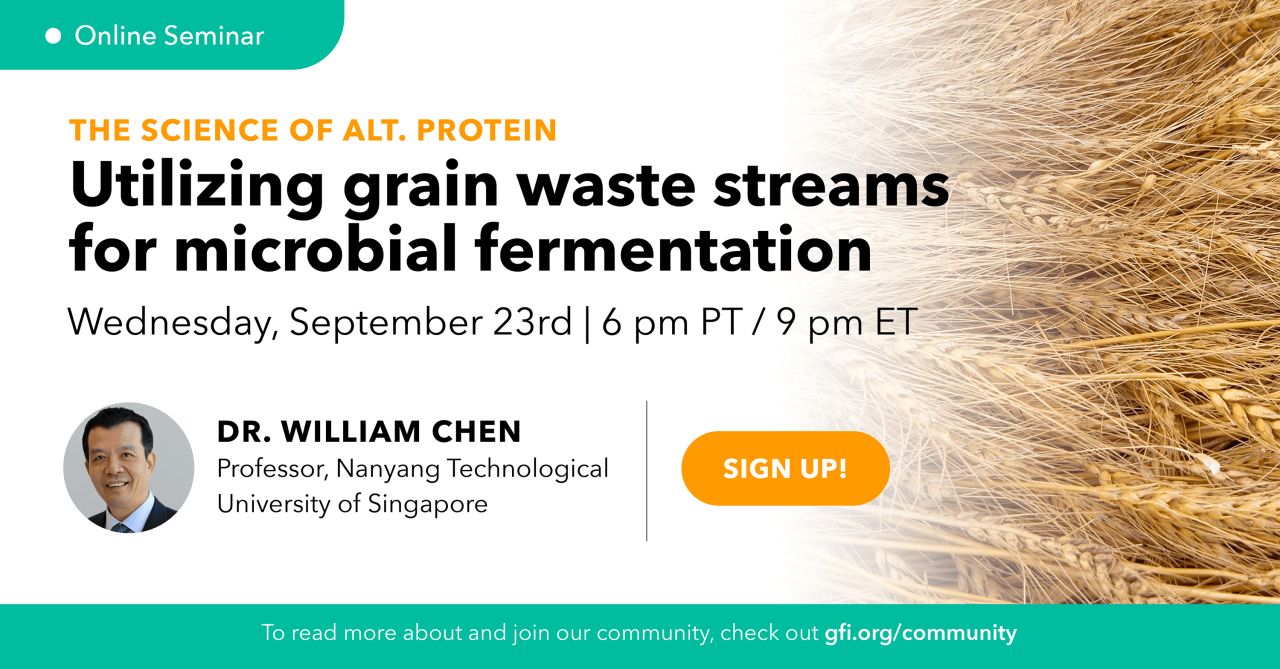 Online Seminar
THE SCIENCE OF ALT. PROTEIN
Utilizing grain waste streams
for microbial fermentation
Wednesday, September 23rd | 6 pm PT / 9 pm ET
DR. WILLIAM CHEN
Professor, Nanyang Technological
University of Singapore
SIGN UP!
To read more about and join our community, check out gfi.org/community